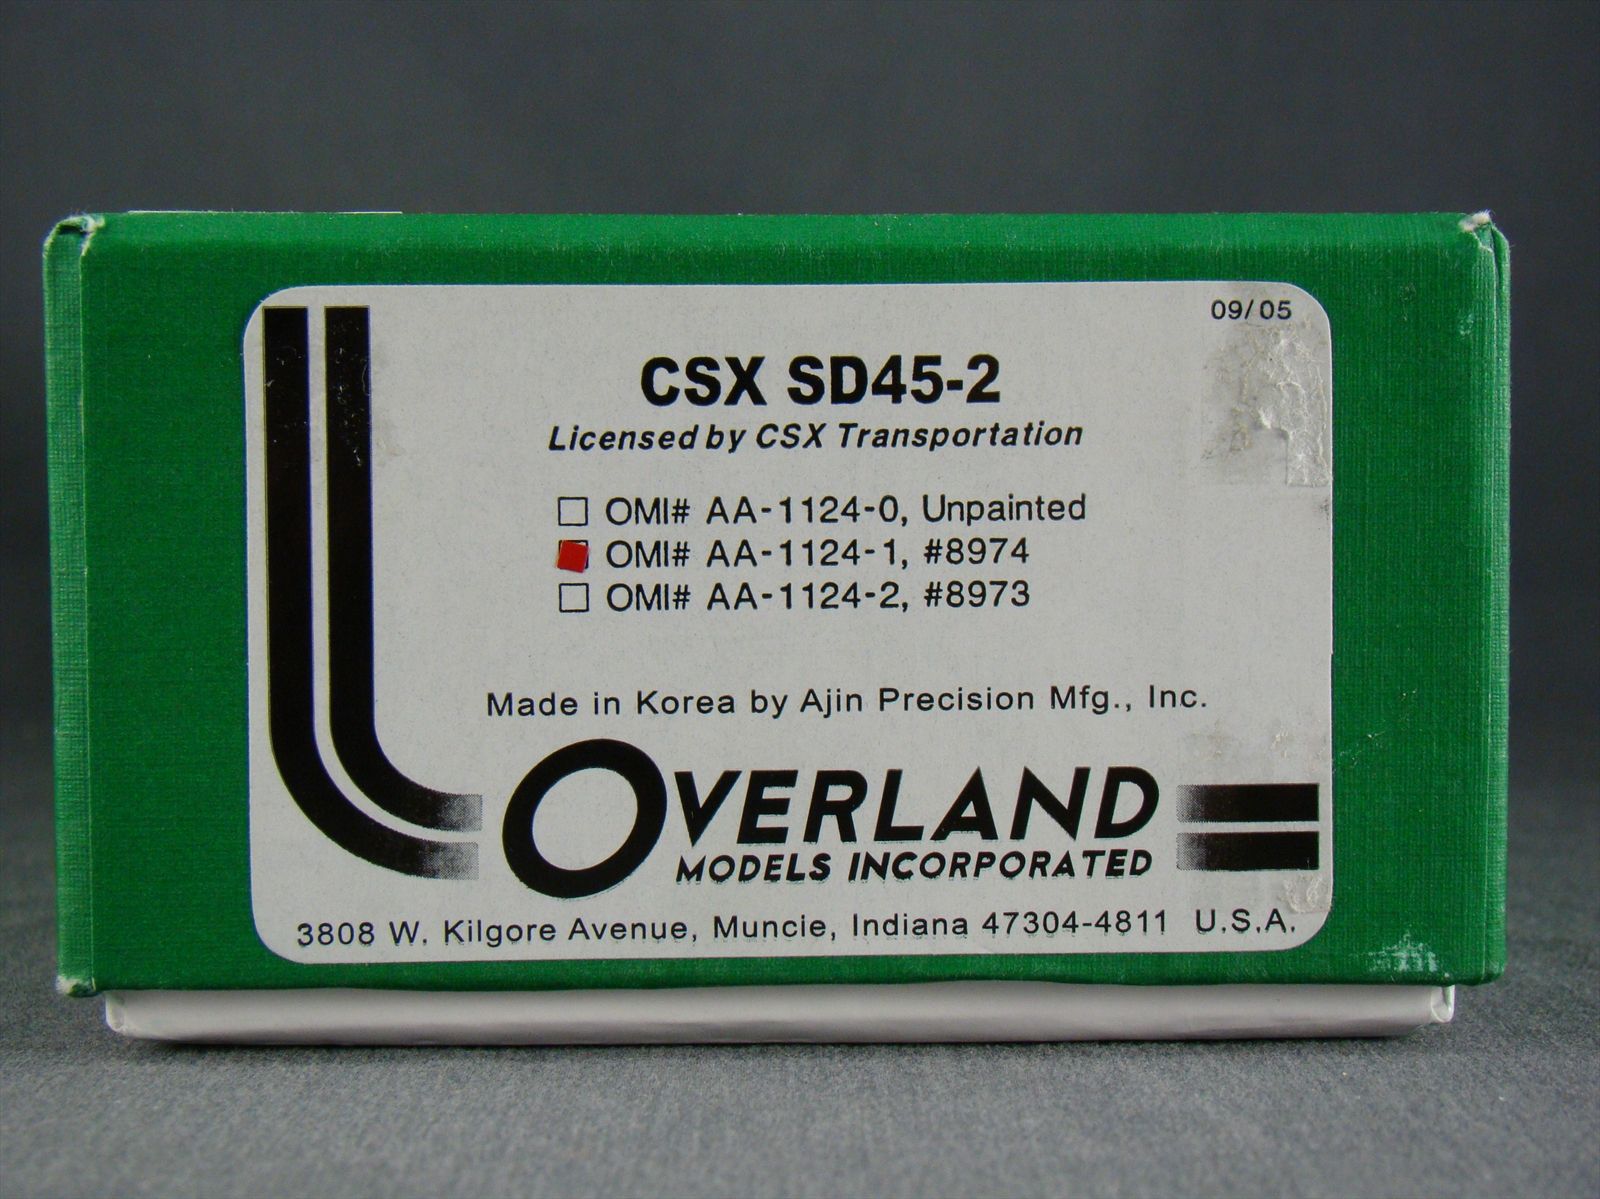 09/05
CSX SD45-2
Licensed by CSX Transportation
OMI# AA-1124-0, Unpainted
OMI# AA-1124-1, #8974
OMI# AA-1124-2, #8973
Made in Korea by Ajin Precision Mfg., Inc.
OVERLAND
MODELS INCORPORATED
3808 W. Kilgore Avenue, Muncie, Indiana 47304-4811 U.S.A.